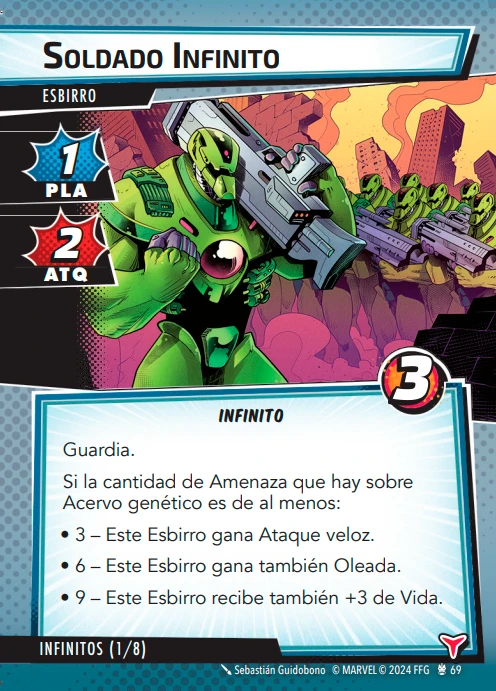 Soldado Infinito
ESBIRRO
1
PLA
2
ATQ
3
INFINITO
Guardia.
Si la cantidad de Amenaza que hay sobre
Acervo genético es de al menos:
• 3 – Este Esbirro gana Ataque veloz.
• 6 – Este Esbirro gana también Oleada.
• 9 – Este Esbirro recibe también +3 de Vida.
INFINITOS (1/8)
Sebastián Guidobono © MARVEL © 2024 FFG 69